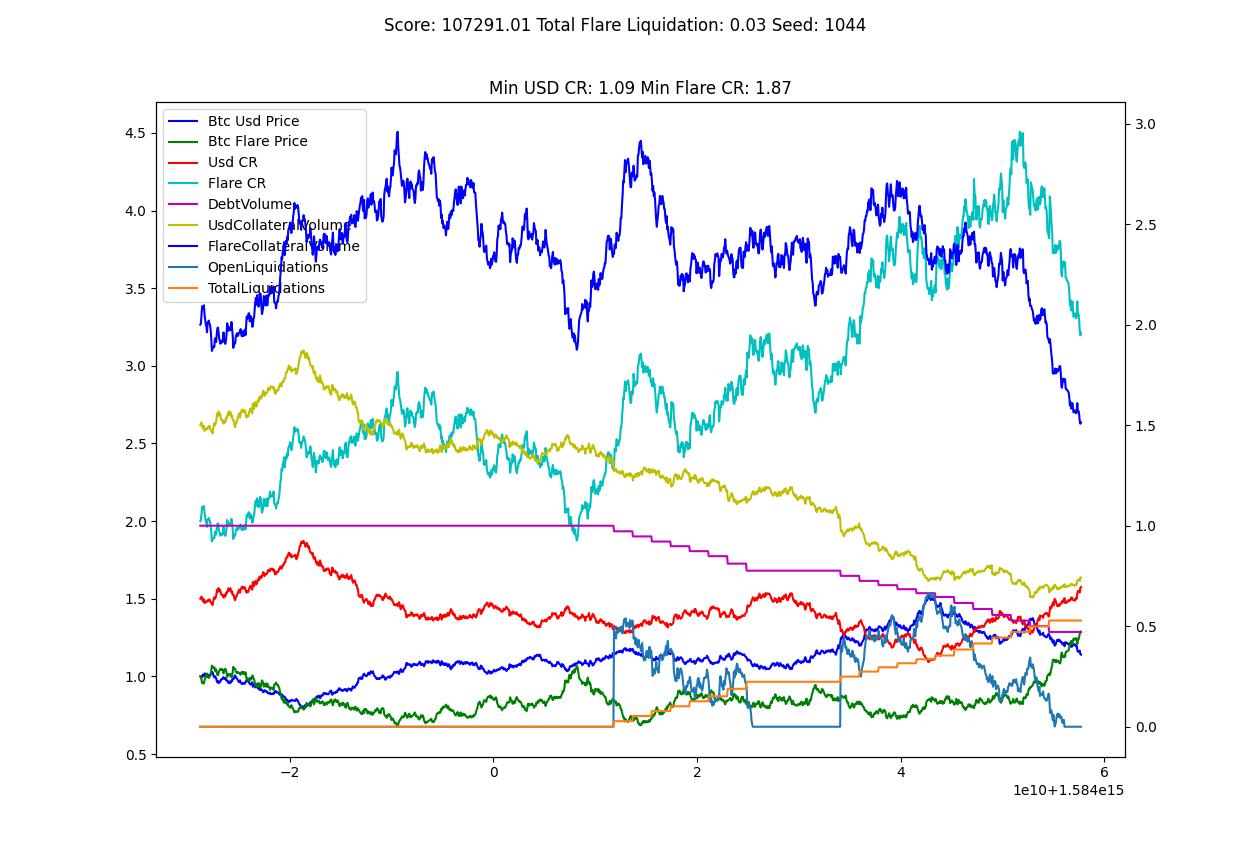 Score: 107291.01 Total Flare Liquidation: 0.03 Seed: 1044
Min USD CR: 1.09 Min Flare CR: 1.87
Btc Usd Price
Btc Flare Price
Usd CR
Flare CR
DebtVolume
UsdCollateralVolume
FlareCollateralVolume
OpenLiquidations
TotalLiquidations
4.5
4.0
3.5
3.0
2.5
2.0
1.5
1.0
0.5
3.0
2.5
2.0
1.5
1.0
0.5
0.0
−2 0 2 4 6
1e10+1.584e15